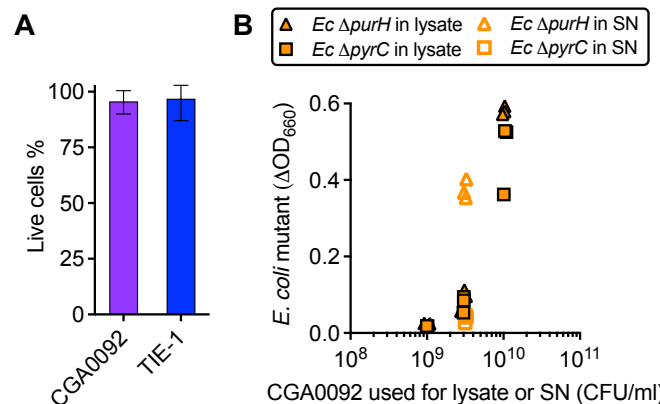 A
B
Ec ΔpurH in lysate
Ec ΔpurH in SN
Ec ΔpyrC in lysate
Ec ΔpyrC in SN
Live cells %
100
75
50
25
0
CGA0092
TIE-1
E. coli mutant (ΔOD660)
0.6
0.4
0.2
0.0
10^8
10^9
10^10
10^11
CGA0092 used for lysate or SN (CFU/ml)